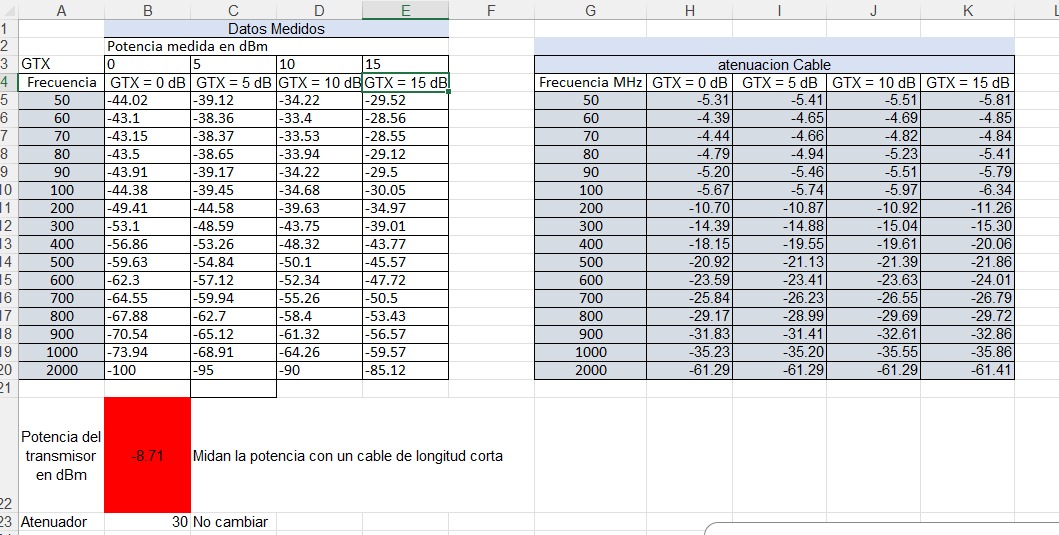 A B C D E F G H I J K L
1 Datos Medidos
2 Potencia medida en dBm
3 GTX 0 5 10 15 atenuacion Cable
4 Frecuencia GTX = 0 dB GTX = 5 dB GTX = 10 dB GTX = 15 dB Frecuencia MHz GTX = 0 dB GTX = 5 dB GTX = 10 dB GTX = 15 dB
5 50 -44.02 -39.12 -34.22 -29.52 50 -5.31 -5.41 -5.51 -5.81
6 60 -43.1 -38.36 -33.4 -28.56 60 -4.39 -4.65 -4.69 -4.85
7 70 -43.15 -38.37 -33.53 -28.55 70 -4.44 -4.66 -4.82 -4.84
8 80 -43.5 -38.65 -33.94 -29.12 80 -4.79 -4.94 -5.23 -5.41
9 90 -43.91 -39.17 -34.22 -29.5 90 -5.20 -5.46 -5.51 -5.79
10 100 -44.38 -39.45 -34.68 -30.05 100 -5.67 -5.74 -5.97 -6.34
11 200 -49.41 -44.58 -39.63 -34.97 200 -10.70 -10.87 -10.92 -11.26
12 300 -53.1 -48.59 -43.75 -39.01 300 -14.39 -14.88 -15.04 -15.30
13 400 -56.86 -53.26 -48.32 -43.77 400 -18.15 -19.55 -19.61 -20.06
14 500 -59.63 -54.84 -50.1 -45.57 500 -20.92 -21.13 -21.39 -21.86
15 600 -62.3 -57.12 -52.34 -47.72 600 -23.59 -23.41 -23.63 -24.01
16 700 -64.55 -59.94 -55.26 -50.5 700 -25.84 -26.23 -26.55 -26.79
17 800 -67.88 -62.7 -58.4 -53.43 800 -29.17 -28.99 -29.69 -29.72
18 900 -70.54 -65.12 -61.32 -56.57 900 -31.83 -31.41 -32.61 -32.86
19 1000 -73.94 -68.91 -64.26 -59.57 1000 -35.23 -35.20 -35.55 -35.86
20 2000 -100 -95 -90 -85.12 2000 -61.29 -61.29 -61.29 -61.41
21
Potencia del
transmisor -8.71 Midan la potencia con un cable de longitud corta
en dBm
22
23 Atenuador 30 No cambiar